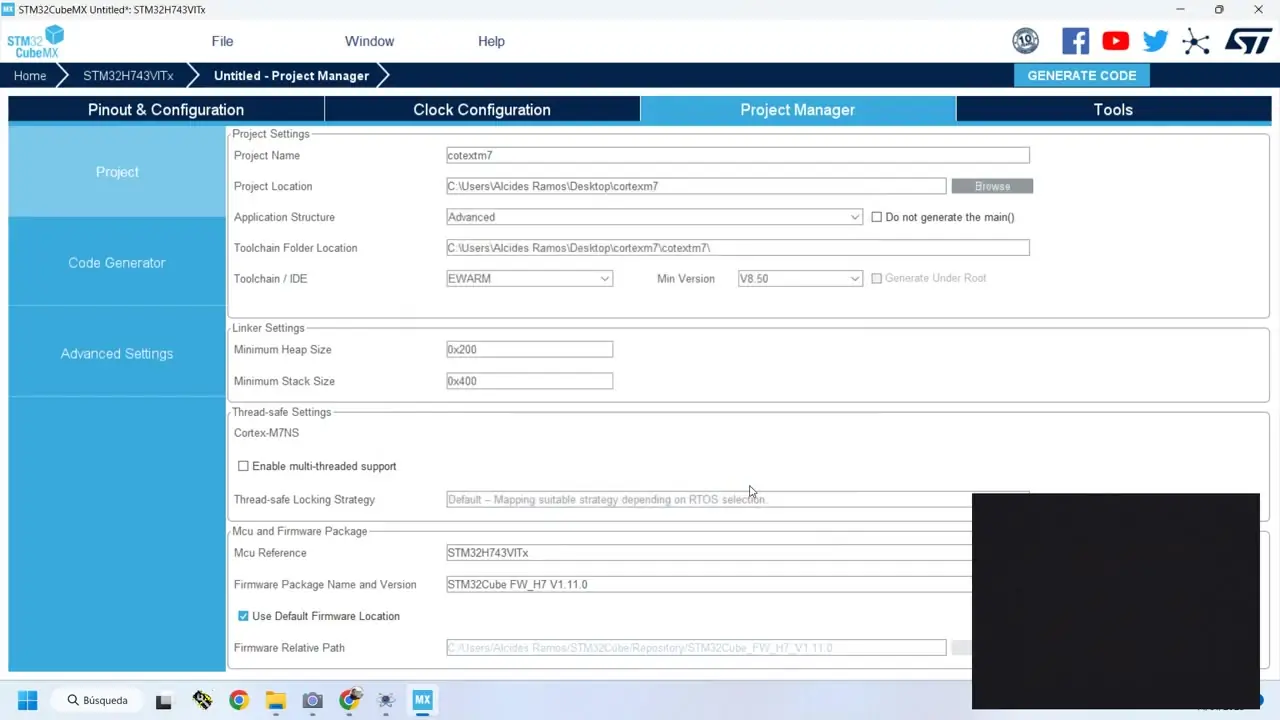 MX STM32CubeMX Untitled*: STM32H743VITx
STM32 CubeMX
File Window Help
10
Home STM32H743VITx Untitled - Project Manager GENERATE CODE
Pinout & Configuration Clock Configuration Project Manager Tools
Project
Code Generator
Advanced Settings
Project Settings
Project Name cotextm7
Project Location C:\Users\Alcides Ramos\Desktop\cortexm7 Browse
Application Structure Advanced Do not generate the main()
Toolchain Folder Location C:\Users\Alcides Ramos\Desktop\cortexm7\cotextm7\
Toolchain / IDE EWARM Min Version V8.50 Generate Under Root
Linker Settings
Minimum Heap Size 0x200
Minimum Stack Size 0x400
Thread-safe Settings
Cortex-M7NS
Enable multi-threaded support
Thread-safe Locking Strategy Default – Mapping suitable strategy depending on RTOS selection.
Mcu and Firmware Package
Mcu Reference STM32H743VITx
Firmware Package Name and Version STM32Cube FW_H7 V1.11.0
Use Default Firmware Location
Firmware Relative Path C:/Users/Alcides Ramos/STM32Cube/Repository/STM32Cube_FW_H7_V1.11.0
Búsqueda MX